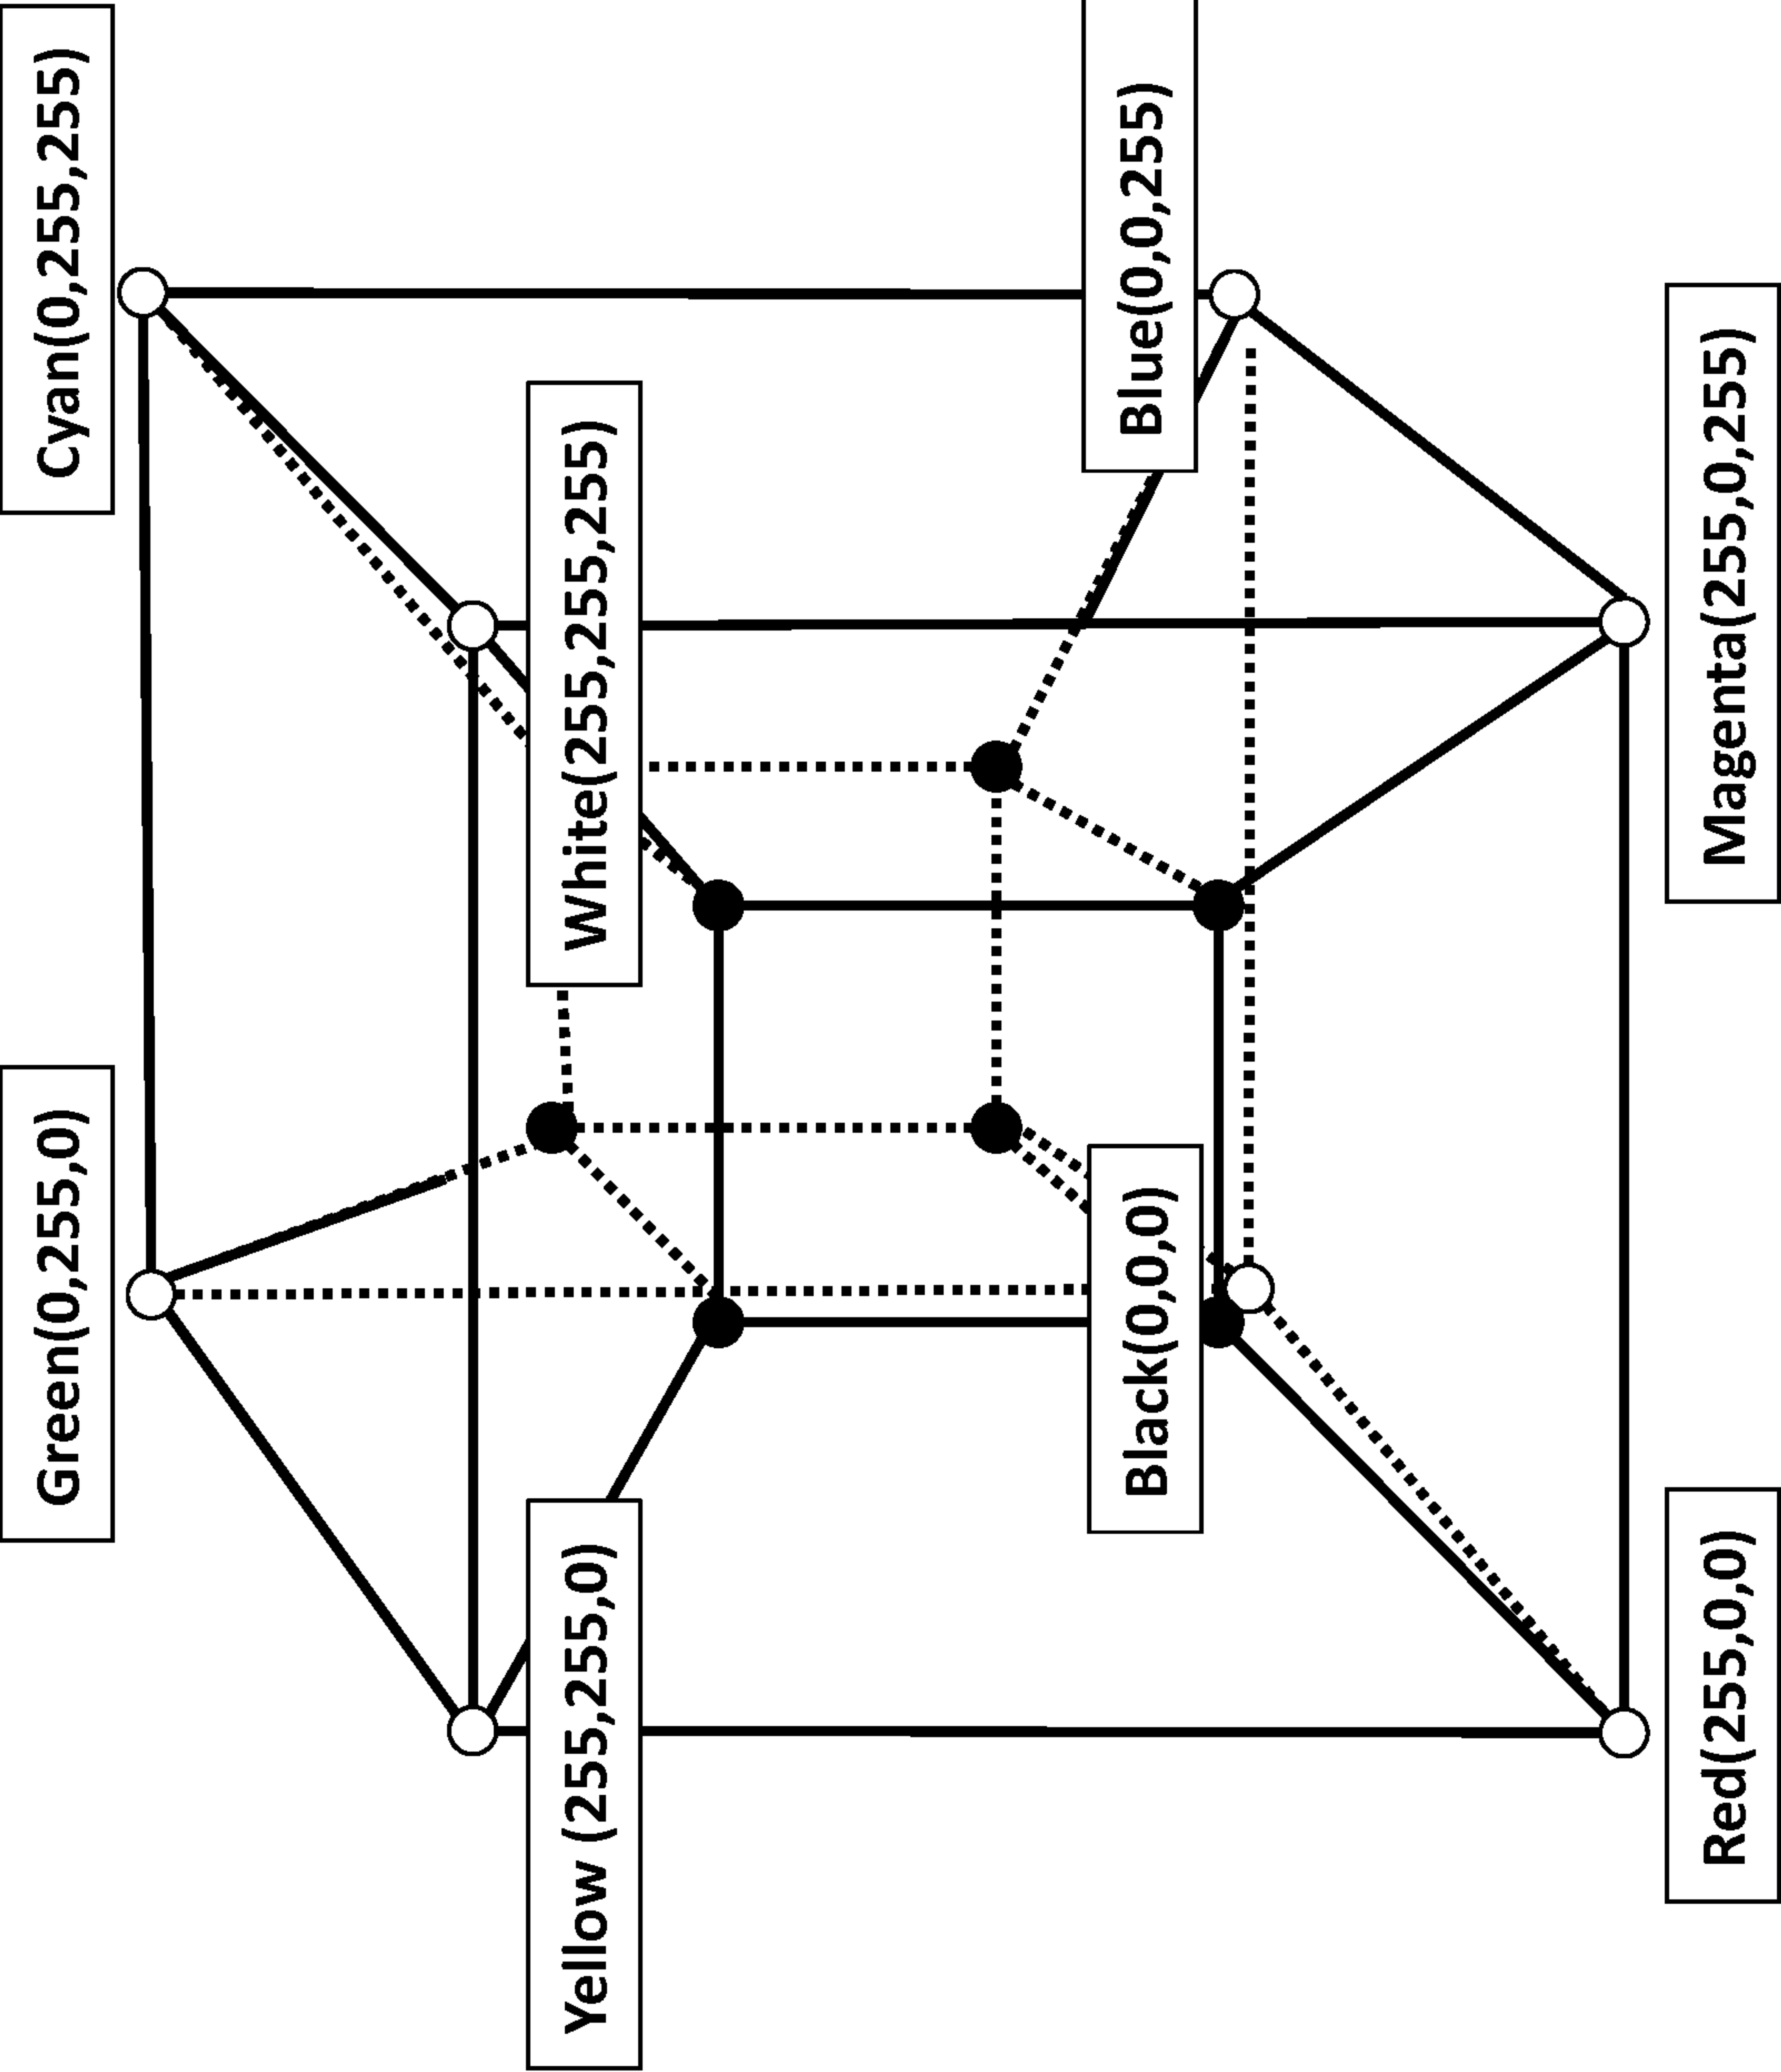 Green(0,255,0)
Cyan(0,255,255)
Yellow (255,255,0)
White(255,255,255)
Black(0,0,0)
Blue(0,0,255)
Red(255,0,0)
Magenta(255,0,255)